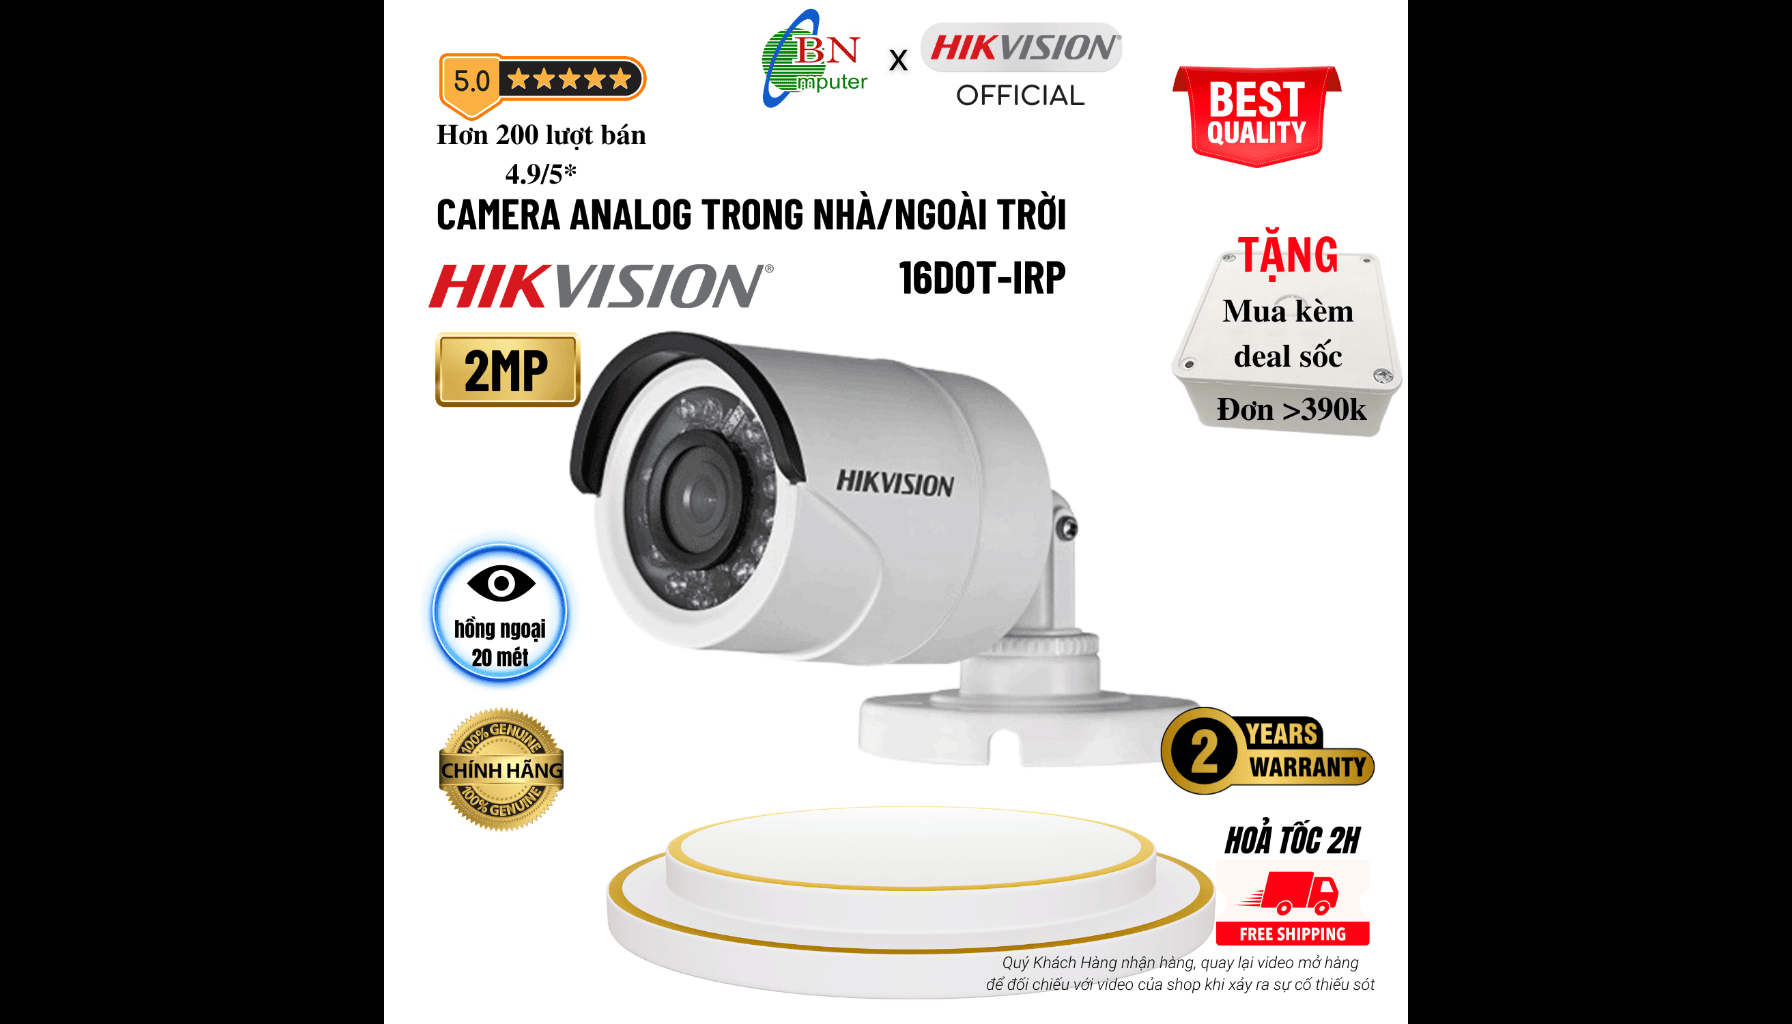 5.0
Hơn 200 lượt bán
4.9/5*
BN
mputer
x
HIKVISION
OFFICIAL
BEST
QUALITY
CAMERA ANALOG TRONG NHÀ/NGOÀI TRỜI
HIKVISION®
16DOT-IRP
TẶNG
Mua kèm
deal sốc
Đơn >390k
2MP
HIKVISION
hồng ngoại
20 mét
100% GENUINE
CHÍNH HÃNG
100% GENUINE
2 YEARS
WARRANTY
HOẢ TỐC 2H
FREE SHIPPING
Quý Khách Hàng nhận hàng, quay lại video mở hàng
để đối chiếu với video của shop khi xảy ra sự cố thiếu sót